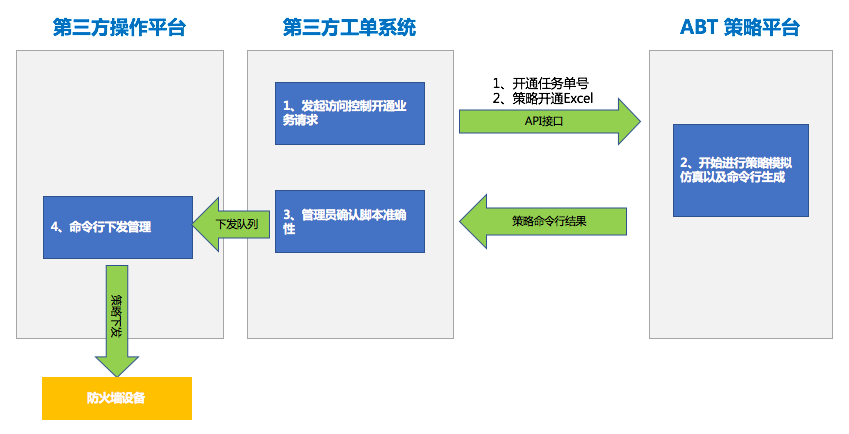 第三方操作平台
第三方工单系统
ABT 策略平台
1、发起访问控制开通业
务请求
1、开通任务单号
2、策略开通Excel
API接口
2、开始进行策略模拟
仿真以及命令行生成
3、管理员确认脚本准确
性
策略命令行结果
下发队列
4、命令行下发管理
策略下发
防火墙设备